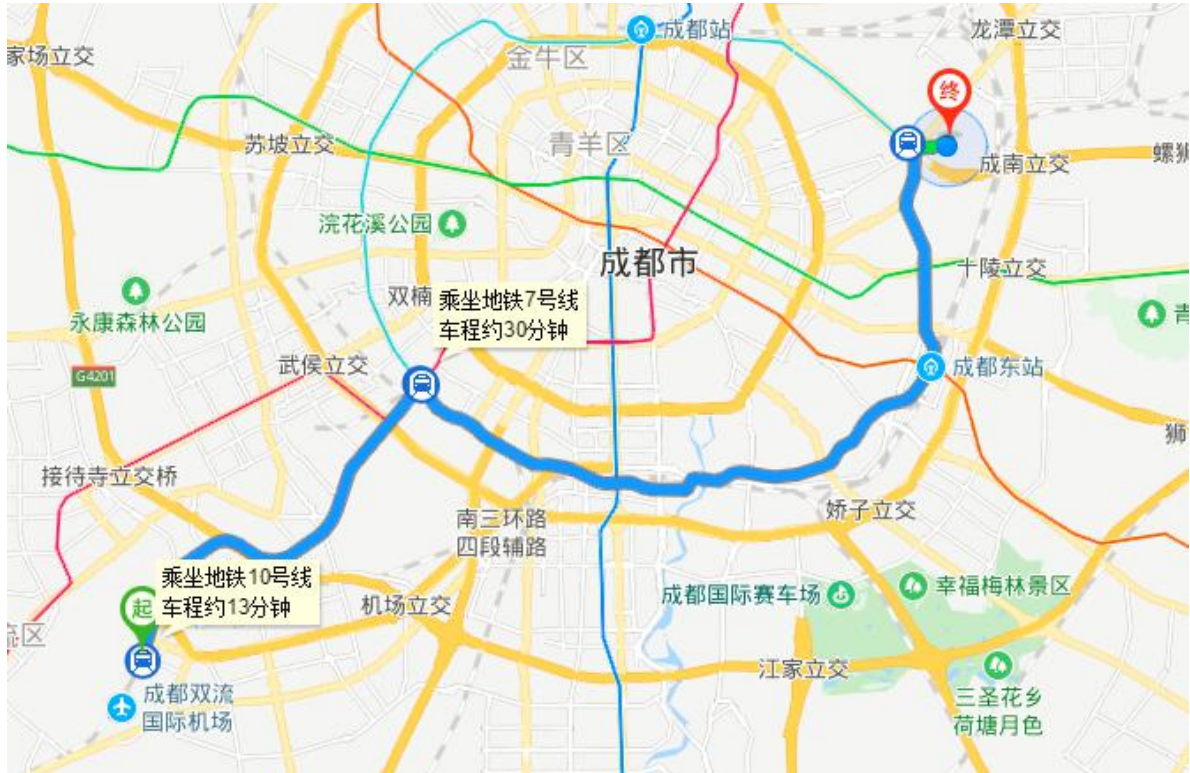 成都站
龙潭立交
家场立交
金牛区
终
苏坡立交
青羊区
成南立交
浣花溪公园
成都市
十陵立交
双楠
乘坐地铁7号线
车程约30分钟
永康森林公园
青
武侯立交
成都东站
G4201
狮
接待寺立交桥
娇子立交
南三环路
四段辅路
乘坐地铁10号线
车程约13分钟
起
机场立交
成都国际赛车场
幸福梅林景区
流区
江家立交
成都双流
国际机场
三圣花乡
荷塘月色